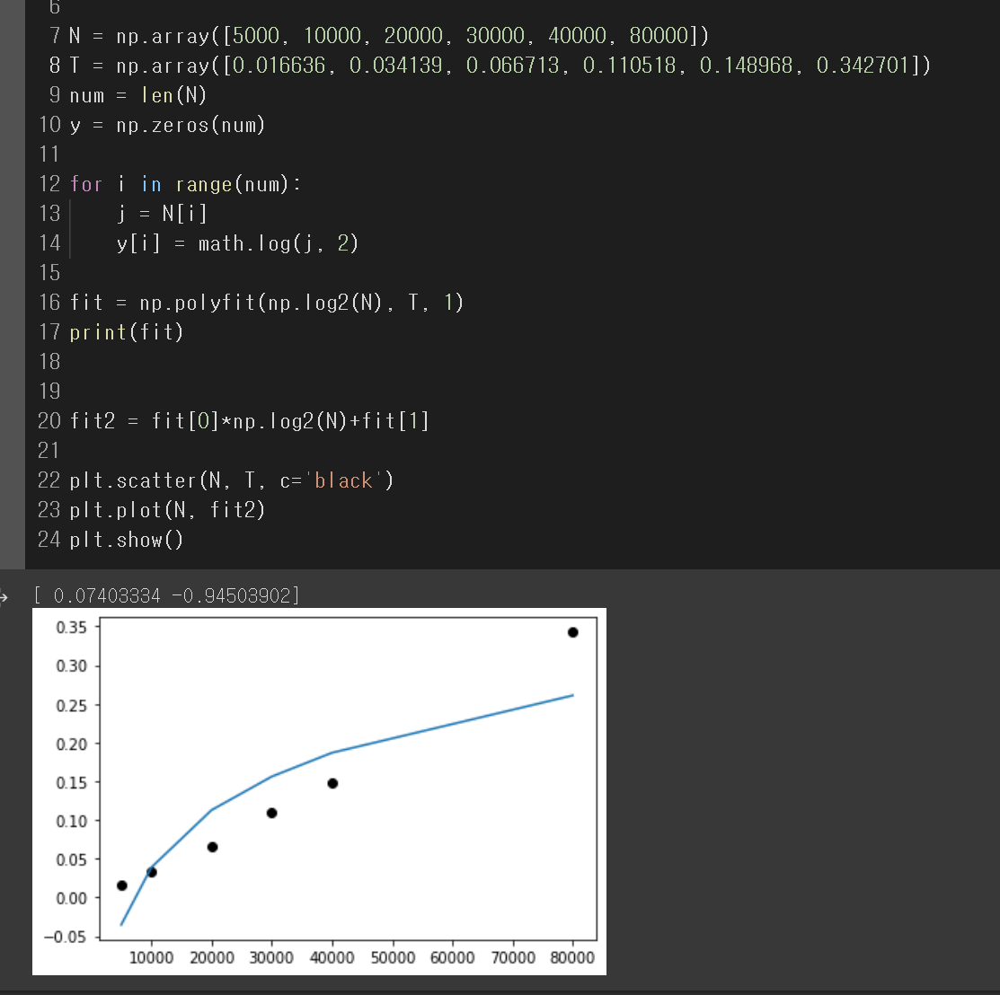 6
7 N = np.array([5000, 10000, 20000, 30000, 40000, 80000])
8 T = np.array([0.016636, 0.034139, 0.066713, 0.110518, 0.148968, 0.342701])
9 num = len(N)
10 y = np.zeros(num)
11
12 for i in range(num):
13     j = N[i]
14     y[i] = math.log(j, 2)
15
16 fit = np.polyfit(np.log2(N), T, 1)
17 print(fit)
18
19
20 fit2 = fit[0]*np.log2(N)+fit[1]
21
22 plt.scatter(N, T, c='black')
23 plt.plot(N, fit2)
24 plt.show()
[ 0.07403334 -0.94503902]
0.35
0.30
0.25
0.20
0.15
0.10
0.05
0.00
−0.05
10000 20000 30000 40000 50000 60000 70000 80000